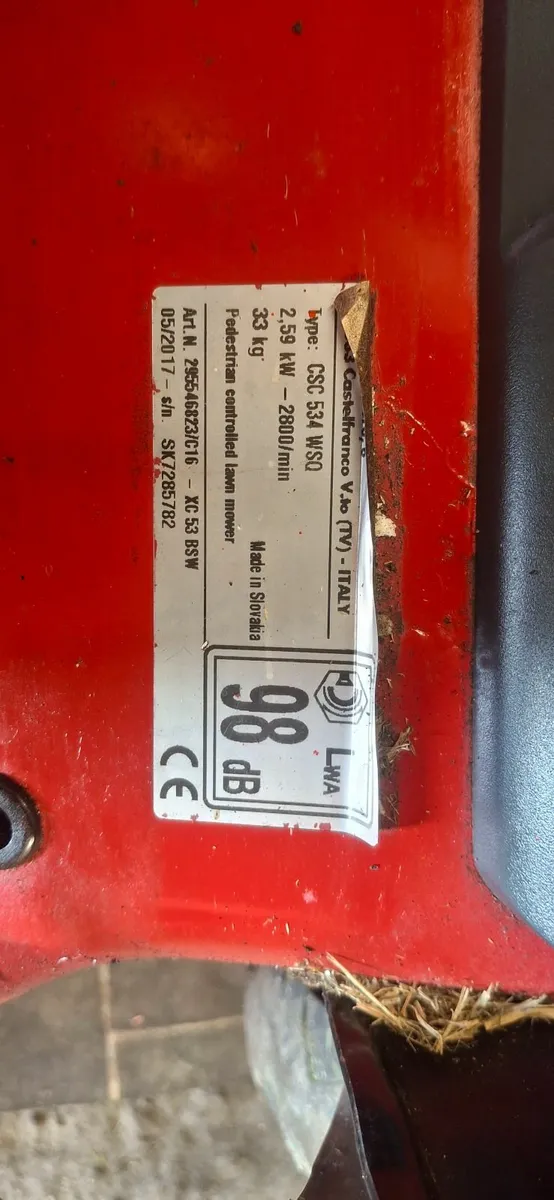 Castelfranco V.to (TV) - ITALY
Type: CSC 534 WSQ
2,59 kW - 2800/min
33 kg
Made in Slovakia
Pedestrian controlled lawn mower
LWA
98 dB
Art.N. 295546823/C16 - XC 53 BSW
05/2017 - s/n SK7285782
CE